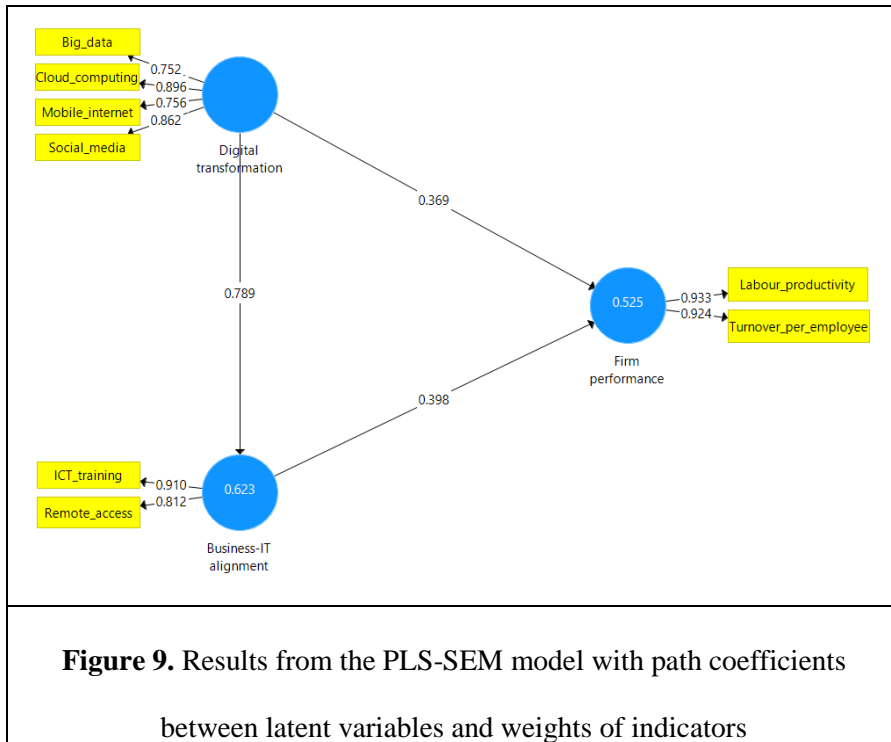 Big_data
0.752
Cloud_computing
0.896
Mobile_internet
0.756
0.862
Social_media
Digital
transformation
0.369
0.789
Labour_productivity
0.933
0.525
0.924
Turnover_per_employee
Firm
performance
0.398
ICT_training
0.910
0.623
0.812
Remote_access
Business-IT
alignment
Figure 9. Results from the PLS-SEM model with path coefficients
between latent variables and weights of indicators